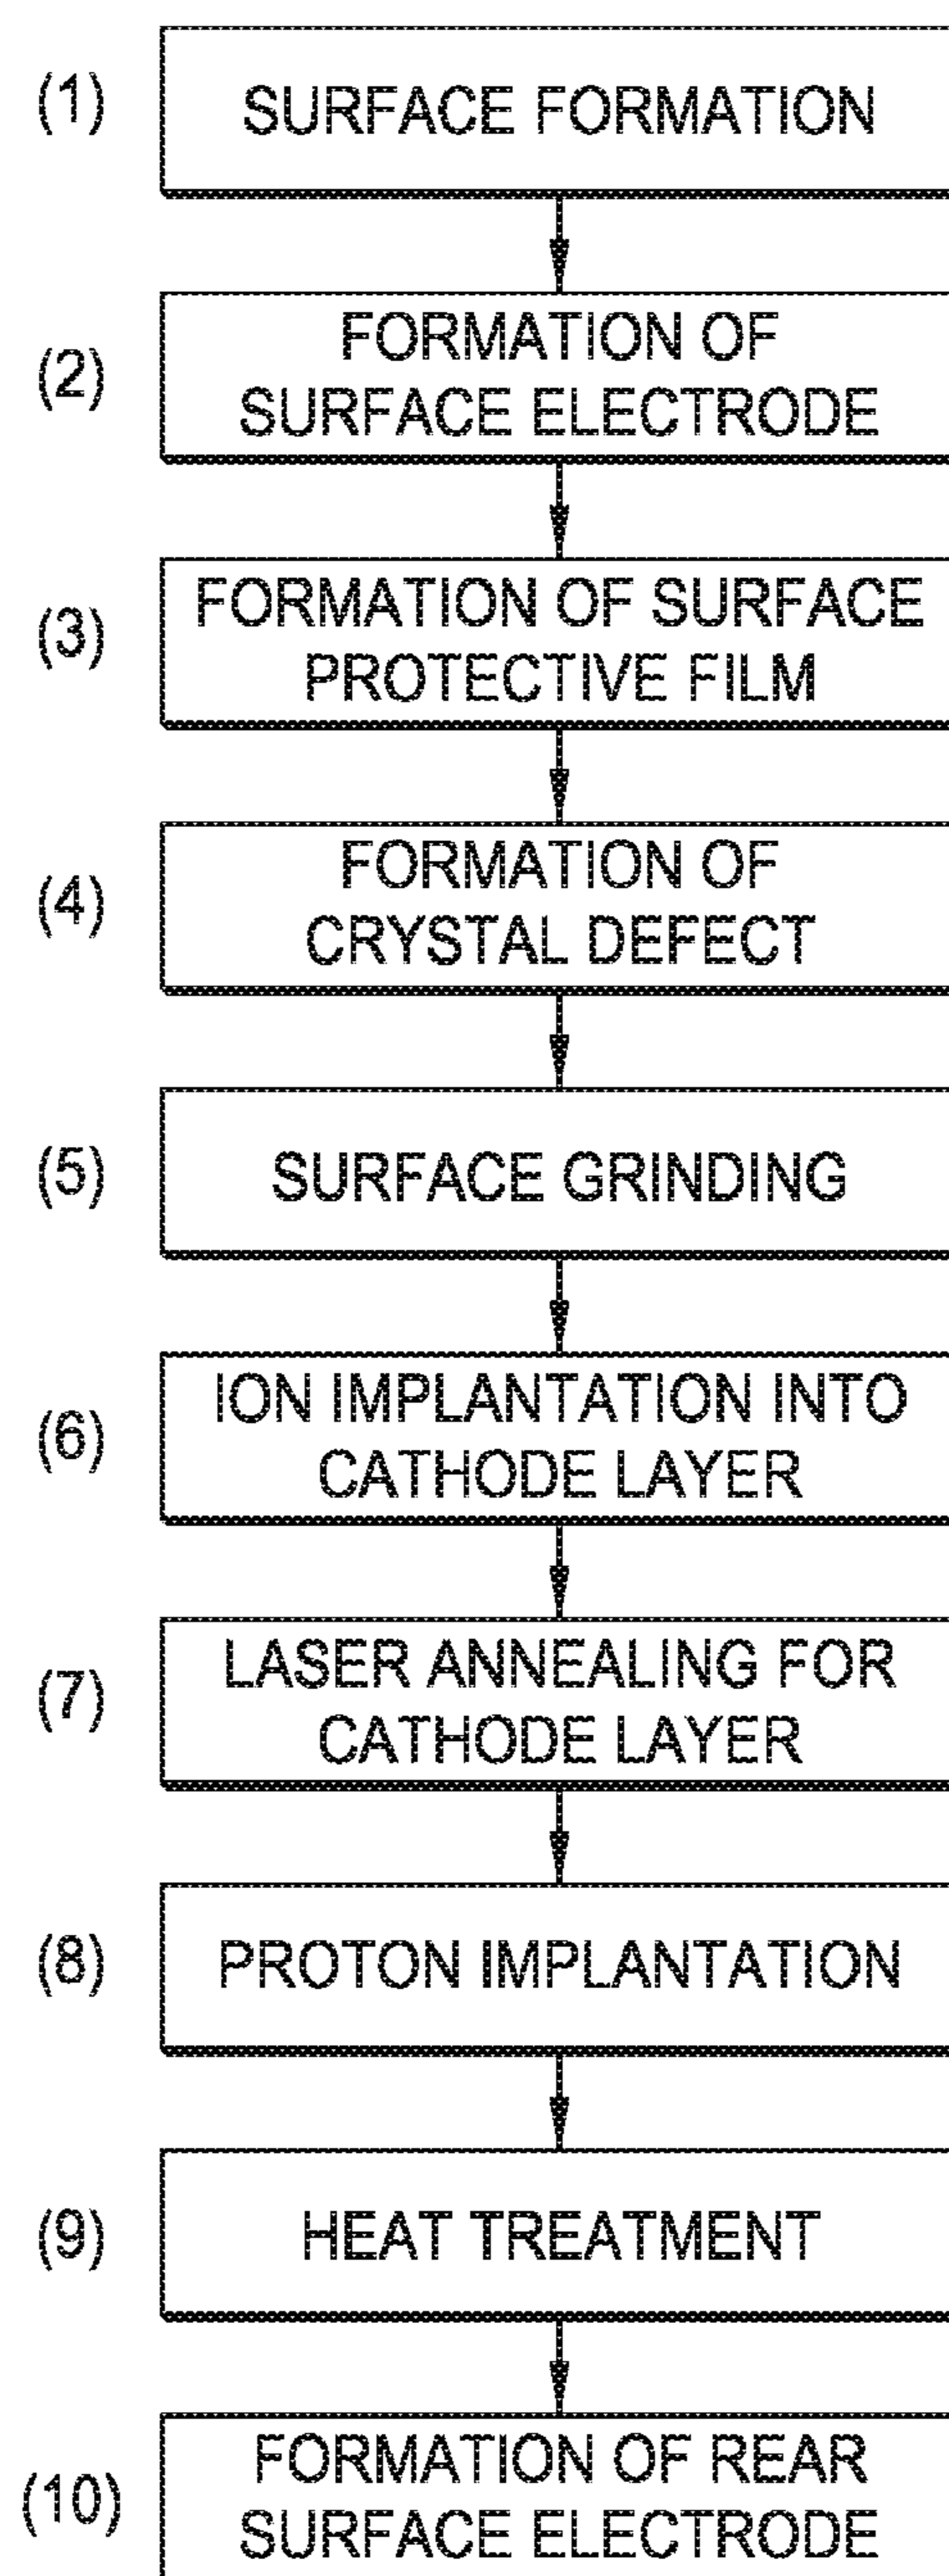 (1) SURFACE FORMATION
(2) FORMATION OF
SURFACE ELECTRODE
(3) FORMATION OF SURFACE
PROTECTIVE FILM
(4) FORMATION OF
CRYSTAL DEFECT
(5) SURFACE GRINDING
(6) ION IMPLANTATION INTO
CATHODE LAYER
(7) LASER ANNEALING FOR
CATHODE LAYER
(8) PROTON IMPLANTATION
(9) HEAT TREATMENT
(10) FORMATION OF REAR
SURFACE ELECTRODE